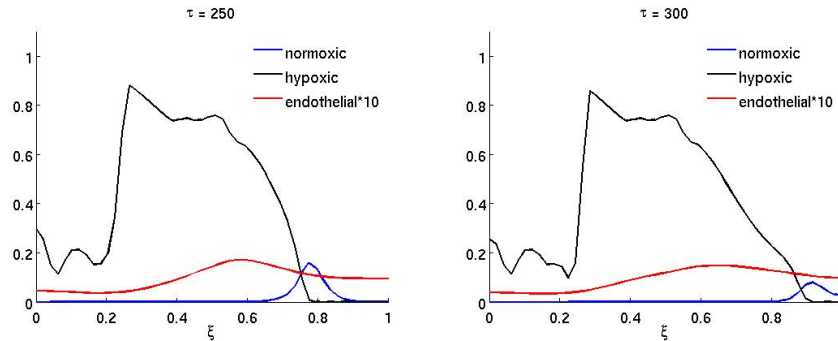 τ = 250
normoxic
hypoxic
endothelial*10
1
0.8
0.6
0.4
0.2
0
0 0.2 0.4 0.6 0.8 1
ξ
τ = 300
normoxic
hypoxic
endothelial*10
1
0.8
0.6
0.4
0.2
0
0 0.2 0.4 0.6 0.8
ξ